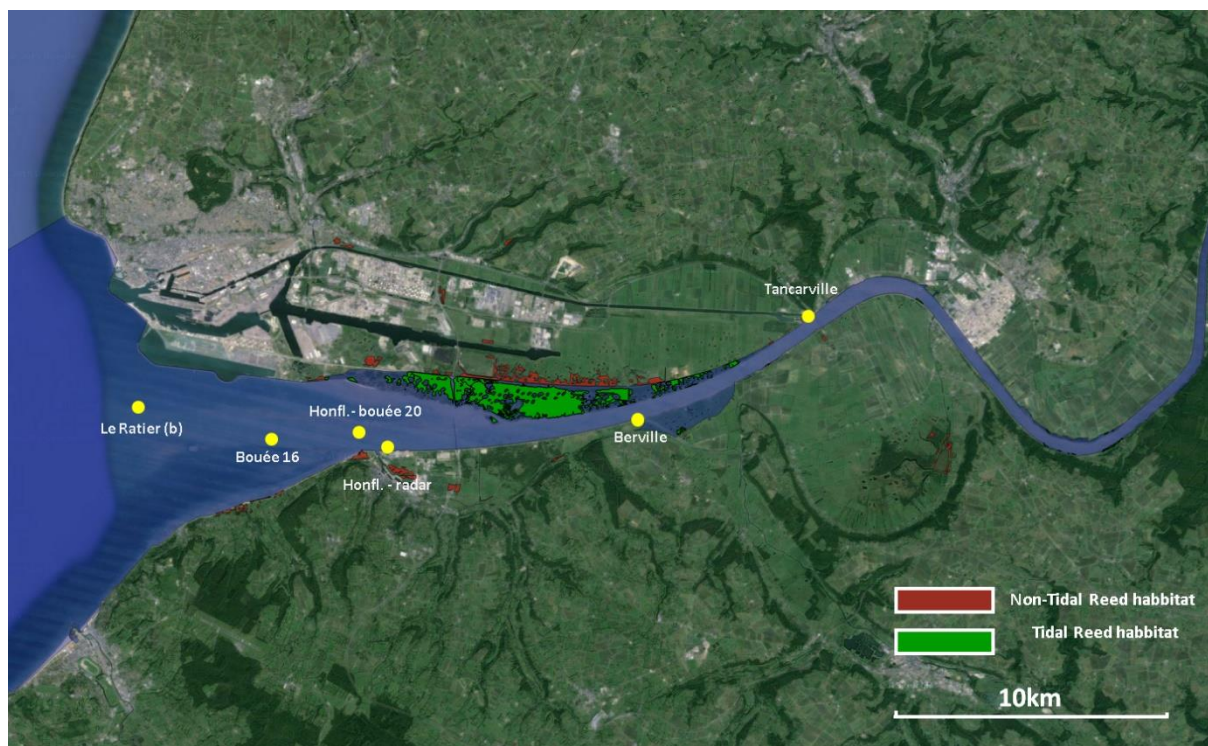 Tancarville
Honfl.- bouée 20
Le Ratier (b)
Berville
Bouée 16
Honfl. - radar
Non-Tidal Reed habbitat
Tidal Reed habbitat
10km